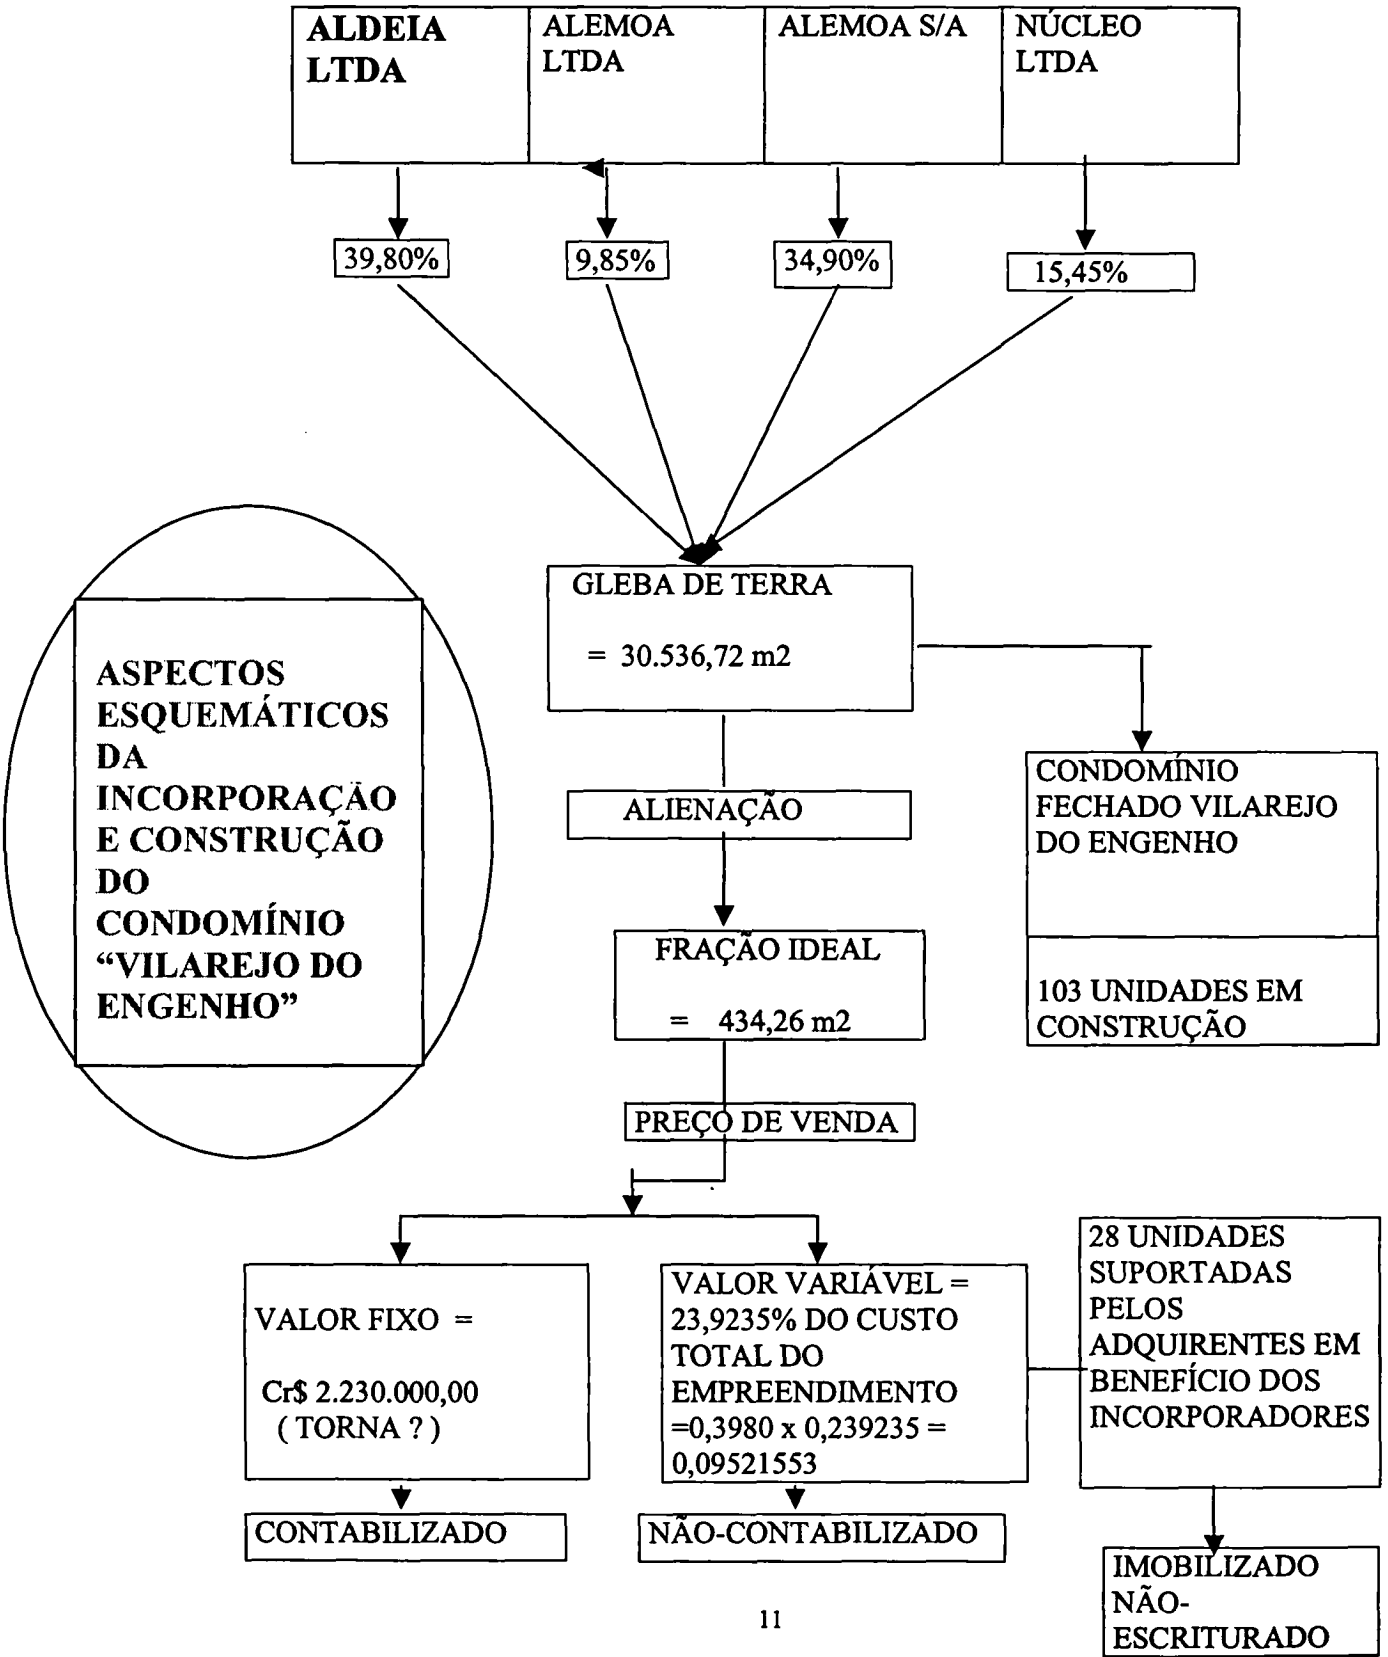 ALDEIA
LTDA
ALEMOA
LTDA
ALEMOA S/A
NÚCLEO
LTDA
39,80%
9,85%
34,90%
15,45%
GLEBA DE TERRA
= 30.536,72 m2
ASPECTOS
ESQUEMÁTICOS
DA
INCORPORAÇÃO
E CONSTRUÇÃO
DO
CONDOMÍNIO
“VILAREJO DO
ENGENHO”
ALIENAÇÃO
CONDOMÍNIO
FECHADO VILAREJO
DO ENGENHO
103 UNIDADES EM
CONSTRUÇÃO
FRAÇÃO IDEAL
= 434,26 m2
PREÇO DE VENDA
VALOR FIXO =
Cr$ 2.230.000,00
( TORNA ? )
VALOR VARIÁVEL =
23,9235% DO CUSTO
TOTAL DO
EMPREENDIMENTO
=0,3980 x 0,239235 =
0,09521553
28 UNIDADES
SUPORTADAS
PELOS
ADQUIRENTES EM
BENEFÍCIO DOS
INCORPORADORES
CONTABILIZADO
NÃO-CONTABILIZADO
IMOBILIZADO
NÃO-
ESCRITURADO
11